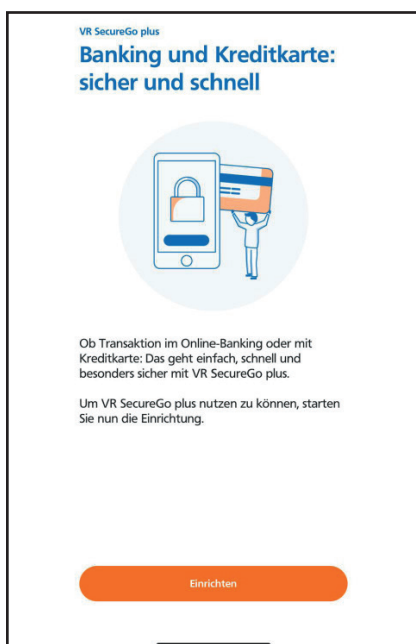 VR SecureGo plus
Banking und Kreditkarte:
sicher und schnell
Ob Transaktion im Online-Banking oder mit
Kreditkarte: Das geht einfach, schnell und
besonders sicher mit VR SecureGo plus.
Um VR SecureGo plus nutzen zu können, starten
Sie nun die Einrichtung.
Einrichten